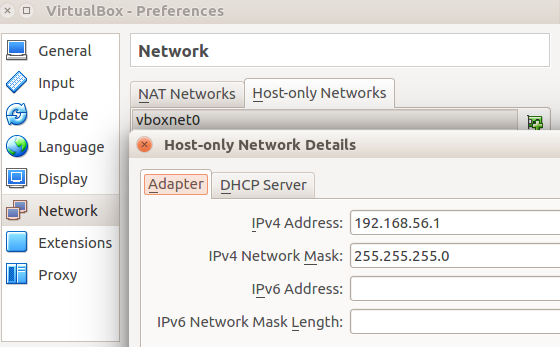 VirtualBox - Preferences
General
Input
Update
Language
Display
Network
Extensions
Proxy
Network
NAT Networks
Host-only Networks
vboxnet0
Host-only Network Details
Adapter
DHCP Server
IPv4 Address: 192.168.56.1
IPv4 Network Mask: 255.255.255.0
IPv6 Address:
IPv6 Network Mask Length: